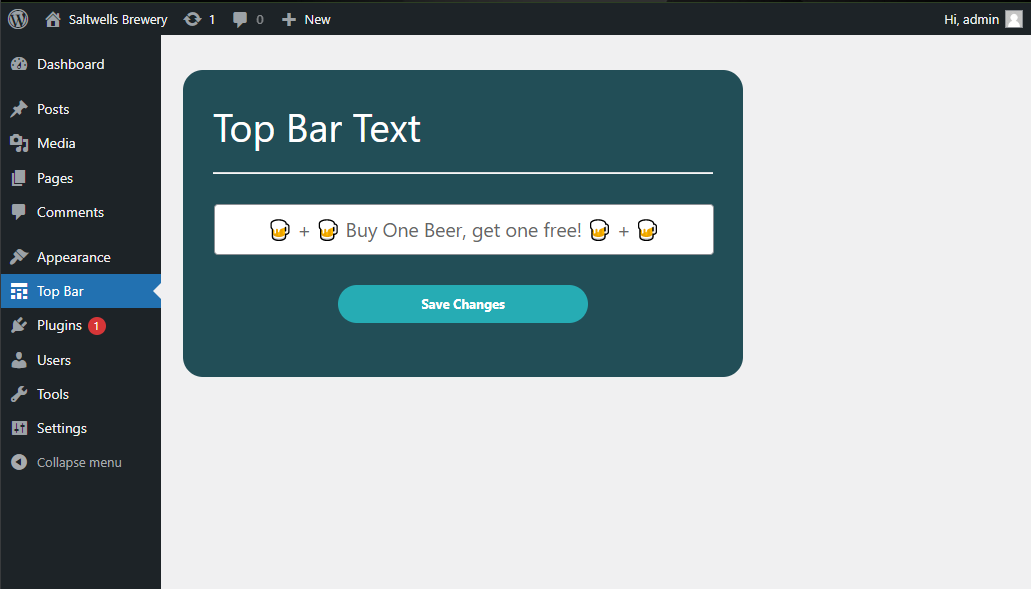 Saltwells Brewery 1 0 New Hi, admin
Dashboard
Posts
Media
Pages
Comments
Appearance
Top Bar
Plugins 1
Users
Tools
Settings
Collapse menu
Top Bar Text
🍺 + 🍺 Buy One Beer, get one free! 🍺 + 🍺
Save Changes